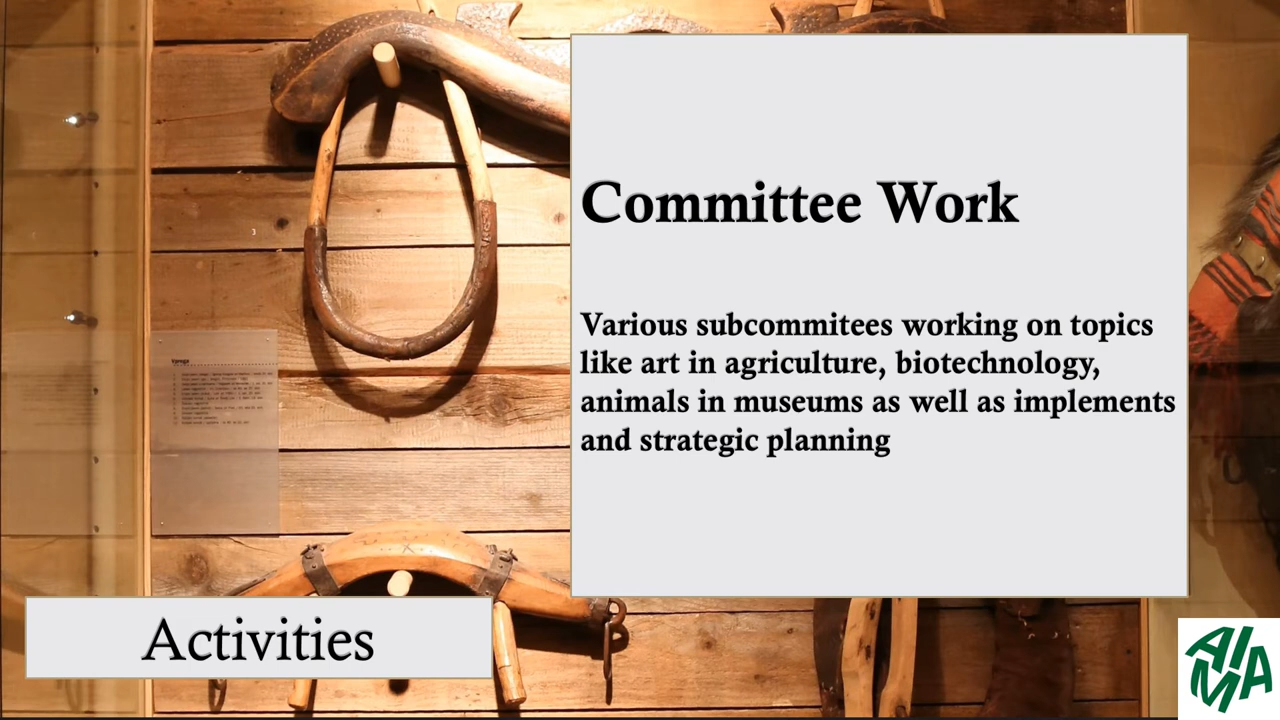 Committee Work
Various subcommitees working on topics
like art in agriculture, biotechnology,
animals in museums as well as implements
and strategic planning
Activities
AIMA